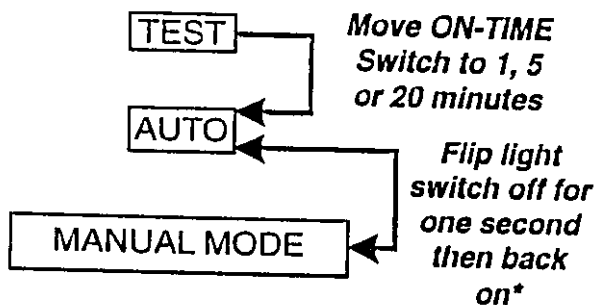 TEST
Move ON-TIME
Switch to 1, 5
or 20 minutes
AUTO
Flip light
switch off for
one second
then back
on*
MANUAL MODE